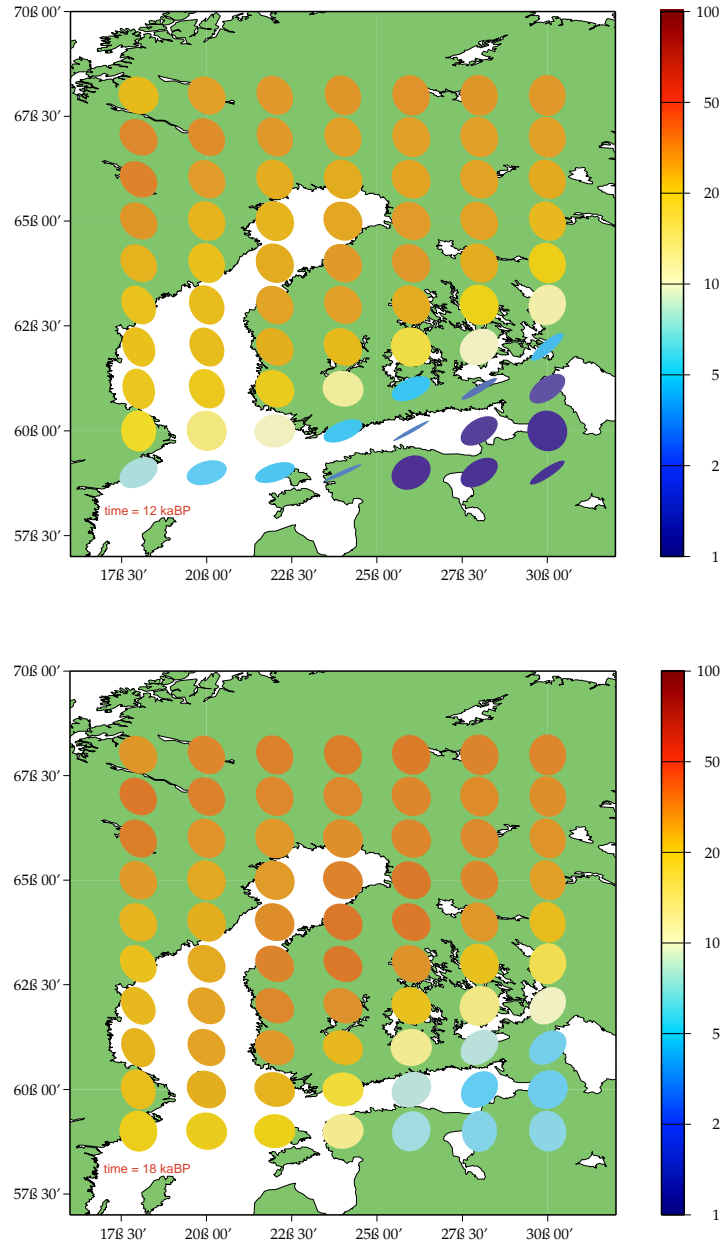 70ß 00′
67ß 30′
65ß 00′
62ß 30′
60ß 00′
57ß 30′
17ß 30′ 20ß 00′ 22ß 30′ 25ß 00′ 27ß 30′ 30ß 00′
time = 12 kaBP
100
50
20
10
5
2
1
70ß 00′
67ß 30′
65ß 00′
62ß 30′
60ß 00′
57ß 30′
17ß 30′ 20ß 00′ 22ß 30′ 25ß 00′ 27ß 30′ 30ß 00′
time = 18 kaBP
100
50
20
10
5
2
1